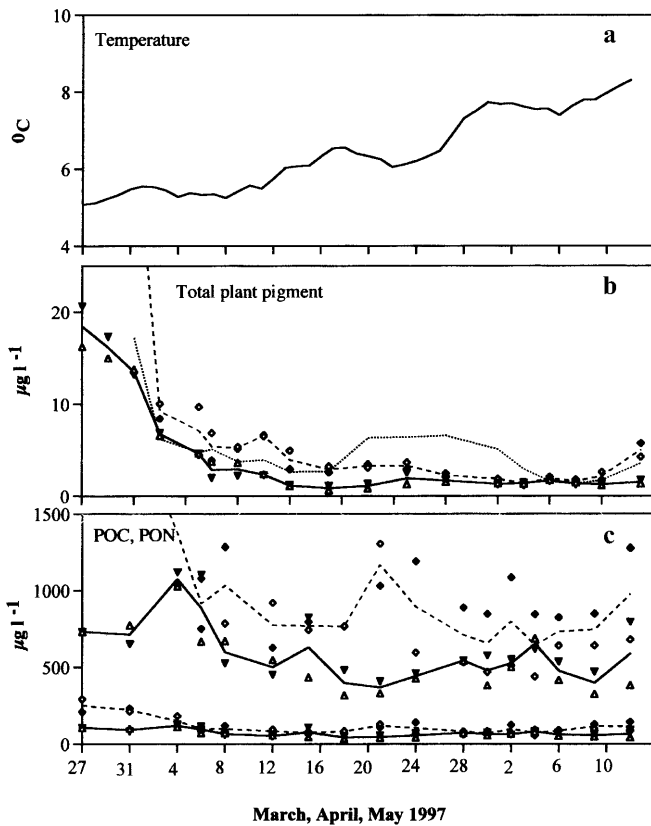 10
Temperature
a
8
°C
6
4
Total plant pigment
b
20
µg l -1
10
0
1500
POC, PON
c
1000
µg l -1
500
0
27 31 4 8 12 16 20 24 28 2 6 10
March, April, May 1997